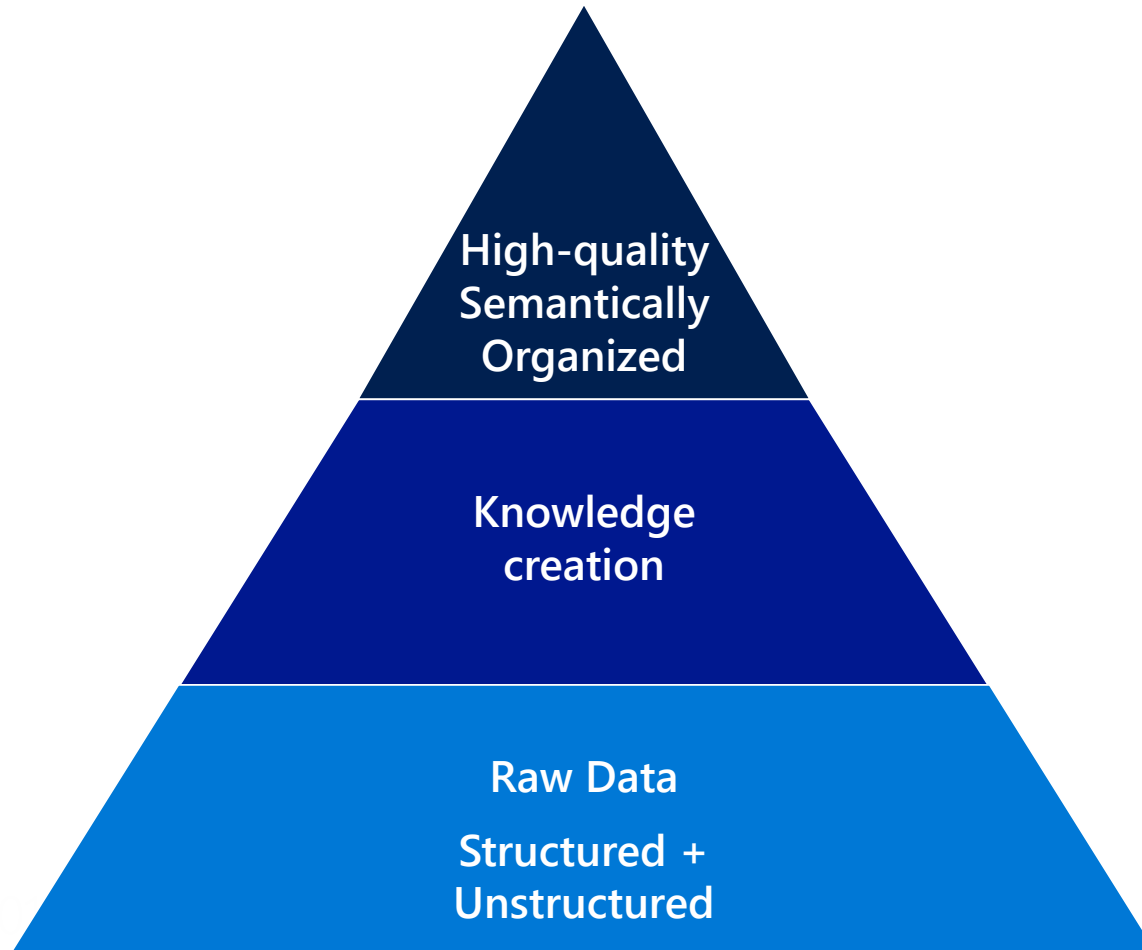 High-quality
Semantically
Organized
Knowledge
creation
Raw Data
Structured +
Unstructured